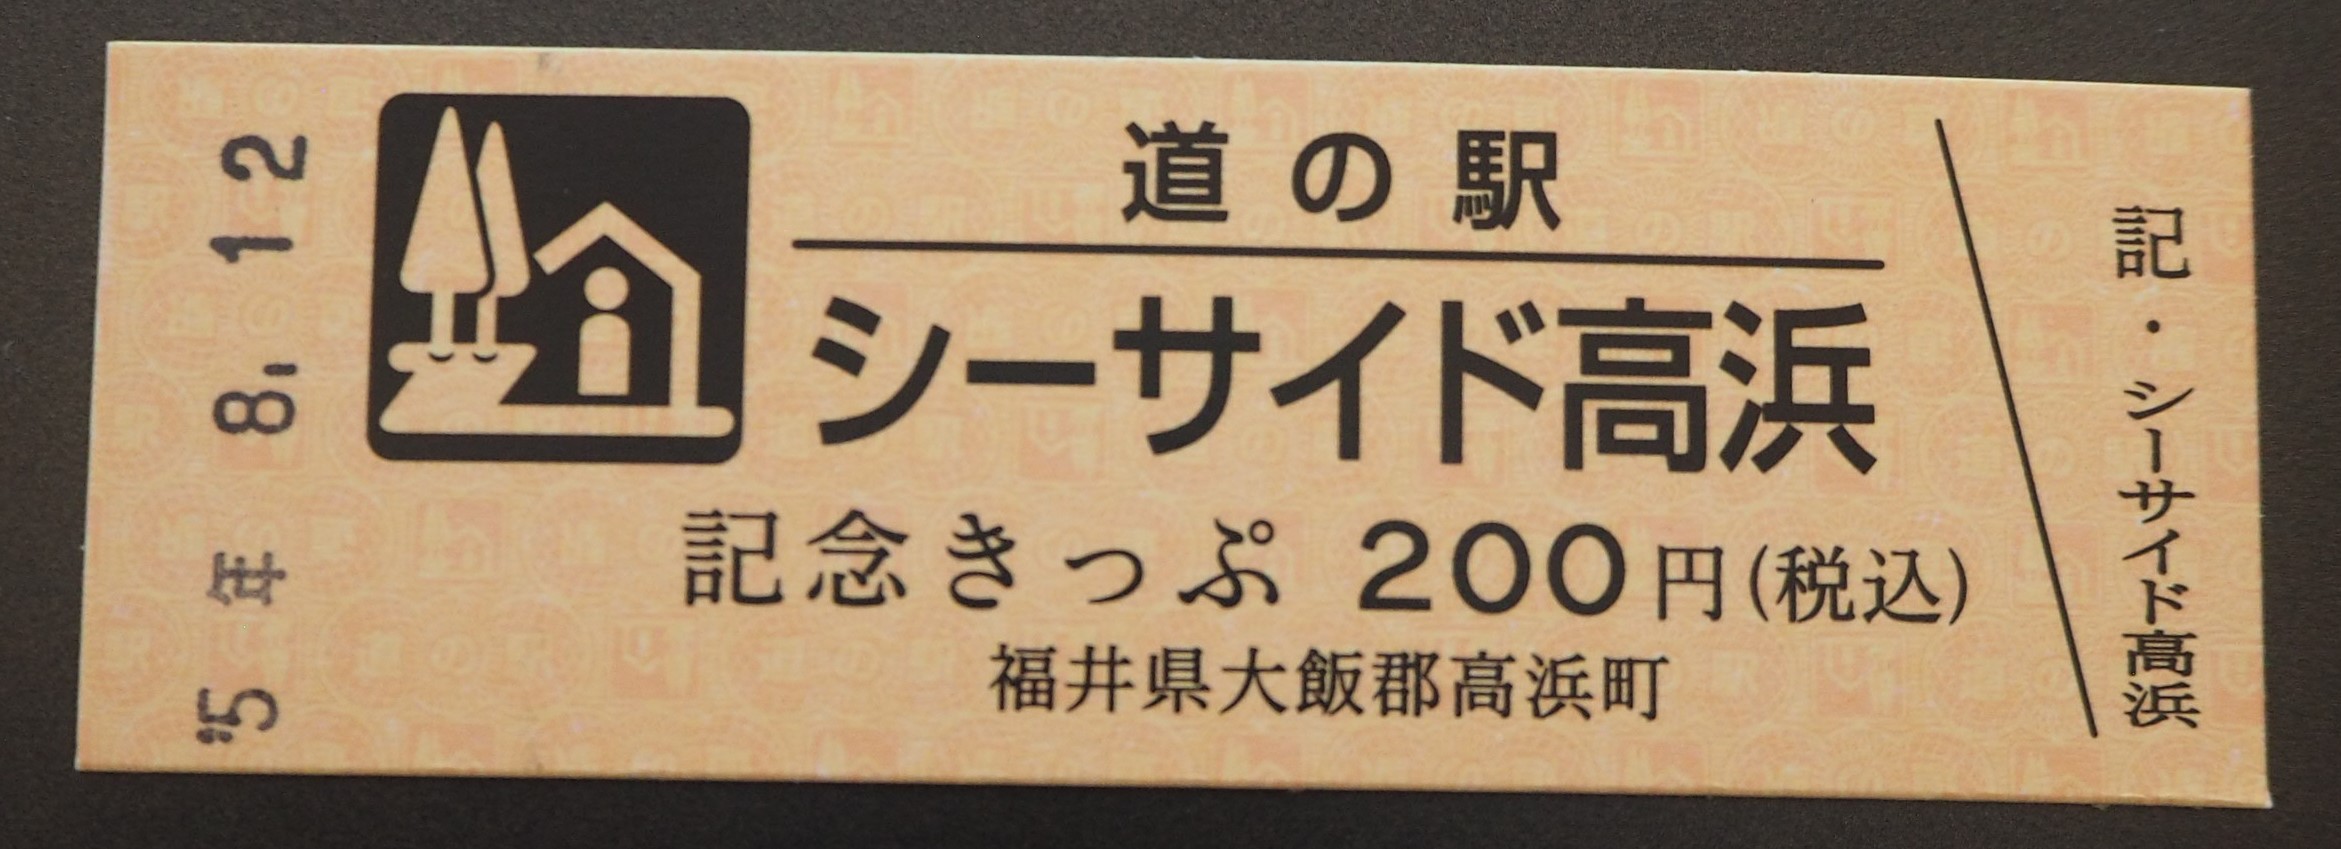 5年 8.12
道の駅
シーサイド高浜
記念きっぷ 200円(税込)
福井県大飯郡高浜町
記・シーサイド高浜